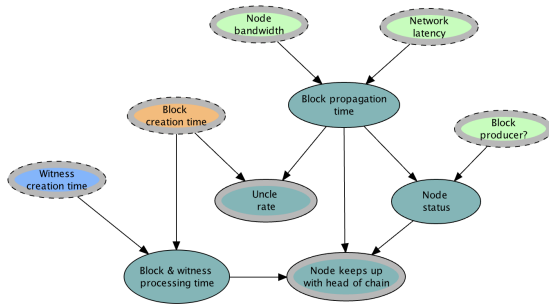 Node
bandwidth
Network
latency
Block propagation
time
Block
creation time
Block
producer?
Witness
creation time
Uncle
rate
Node
status
Block & witness
processing time
Node keeps up
with head of chain